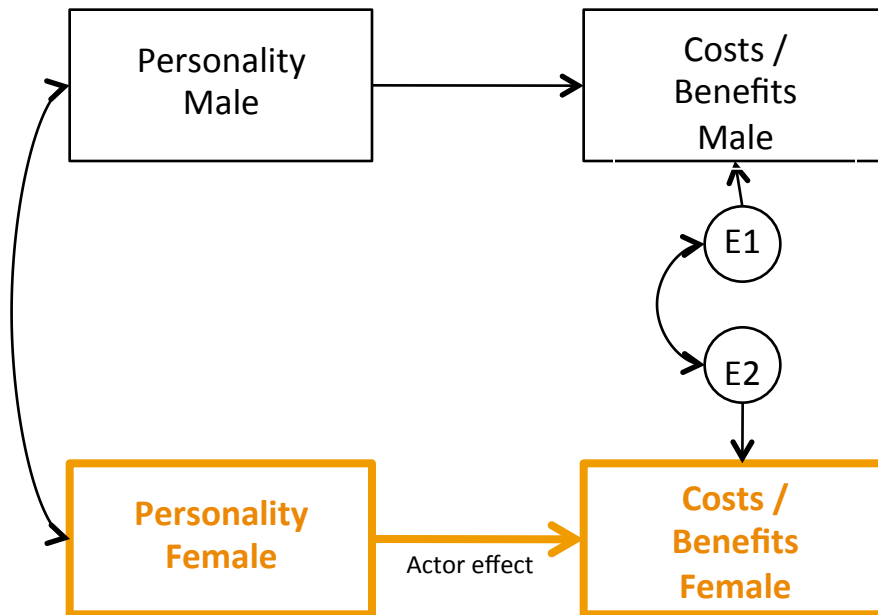 Personality
Male
Costs /
Benefits
Male
E1
E2
Personality
Female
Actor effect
Costs /
Benefits
Female